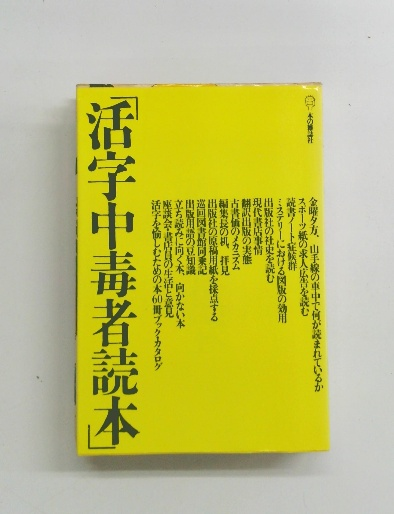 本の雑誌社
金曜夕方、山手線の車中で何が読まれているか
スポーツ紙の求人広告を読む
読書ノート症候群
ミステリーにおける図版の効用
出版社の社史を読む
現代書店事情
翻訳出版の実態
古書価のメカニズム
編集長の机、拝見
出版社の原稿用紙を採点する
巡回図書館同乗記
出版用語の豆知識
立ち読みに向く本、向かない本
座談会・書店員の生活と意見
活字を愉しむための本60冊ブックカタログ
「活字中毒者読本」